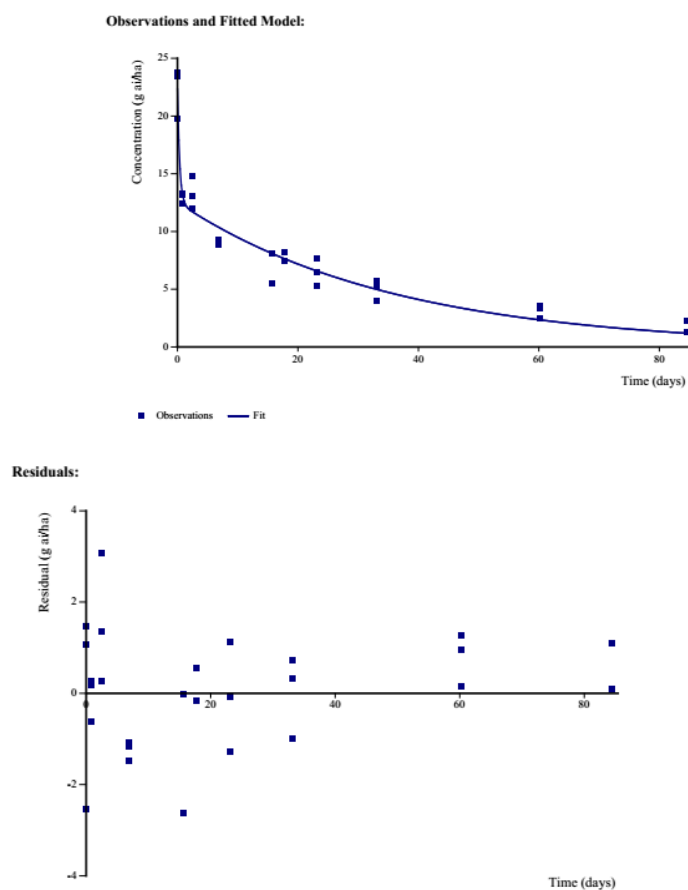 Observations and Fitted Model:
Concentration (g ai/ha)
25
20
15
10
5
0
0 20 40 60 80
Time (days)
Observations Fit
Residuals:
Residual (g ai/ha)
4
2
0
0 20 40 60 80
-2
-4
Time (days)